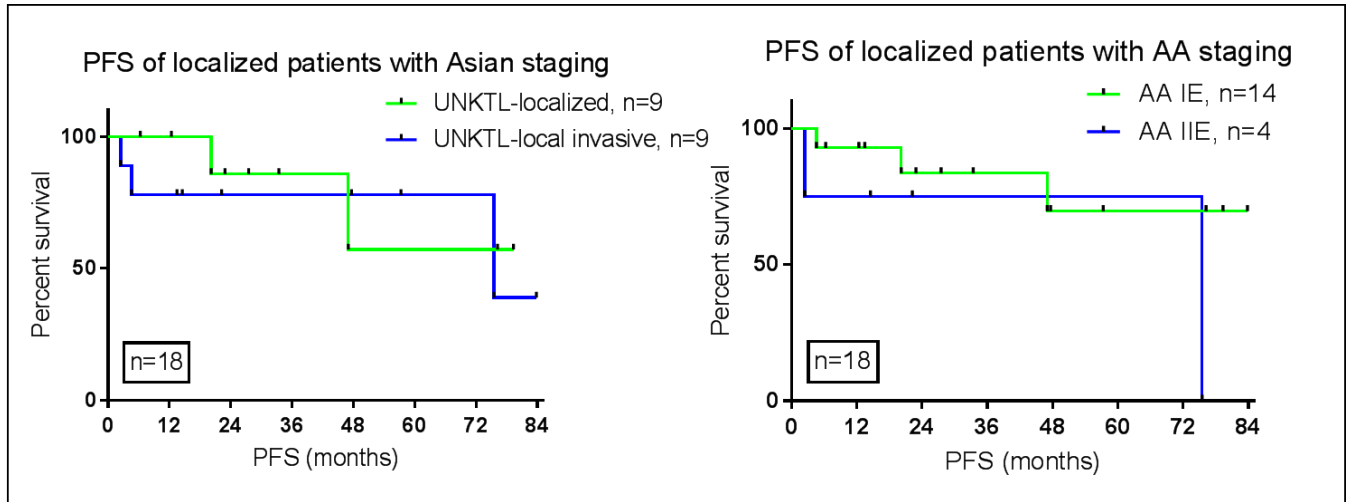 PFS of localized patients with Asian staging
UNKTL-localized, n=9
UNKTL-local invasive, n=9
Percent survival
100
50
0
n=18
0 12 24 36 48 60 72 84
PFS (months)
PFS of localized patients with AA staging
AA IE, n=14
AA IIE, n=4
Percent survival
100
50
0
n=18
0 12 24 36 48 60 72 84
PFS (months)